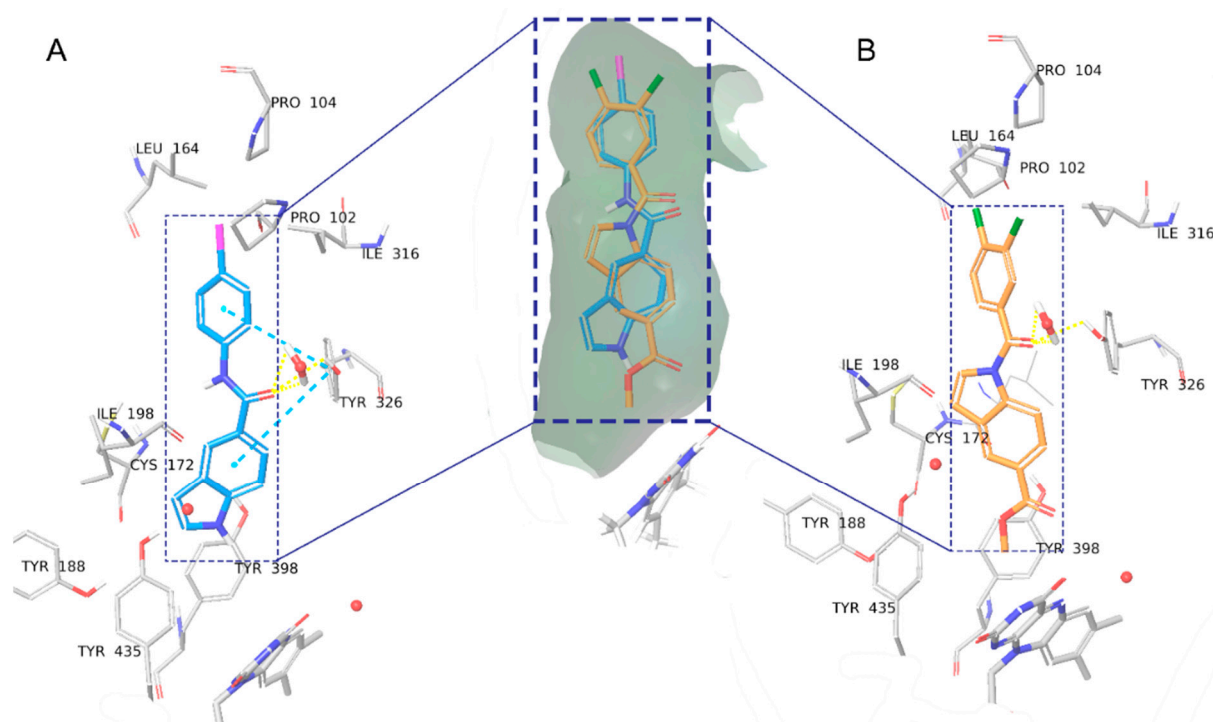 A
PRO 104
LEU 164
PRO 102
ILE 316
ILE 198
CYS 172
TYR 326
TYR 188
TYR 398
TYR 435
B
PRO 104
LEU 164
PRO 102
ILE 316
ILE 198
CYS 172
TYR 326
TYR 188
TYR 398
TYR 435